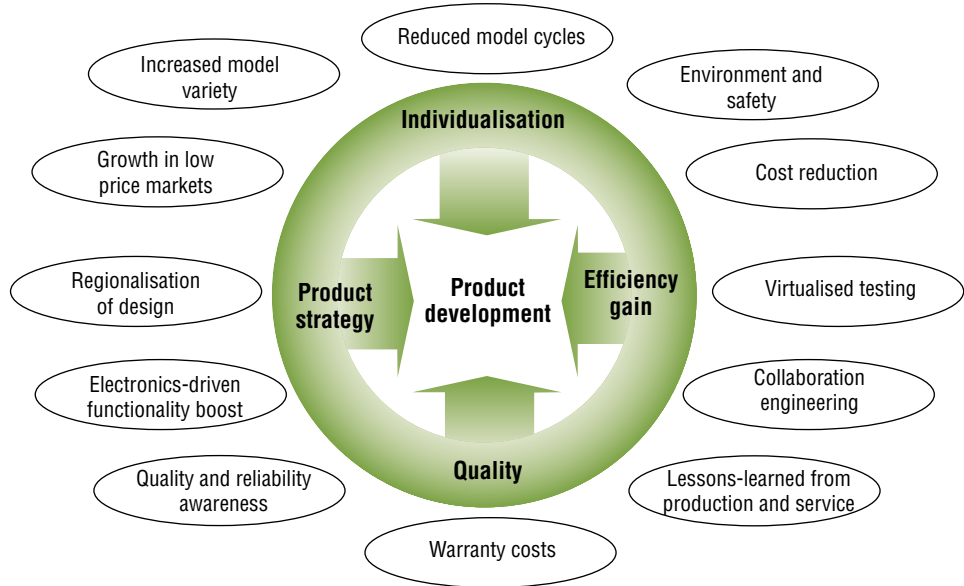 Reduced model cycles
Increased model
variety
Environment and
safety
Individualisation
Growth in low
price markets
Cost reduction
Regionalisation
of design
Product
strategy
Product
development
Efficiency
gain
Virtualised testing
Electronics-driven
functionality boost
Collaboration
engineering
Quality
Quality and reliability
awareness
Lessons-learned from
production and service
Warranty costs